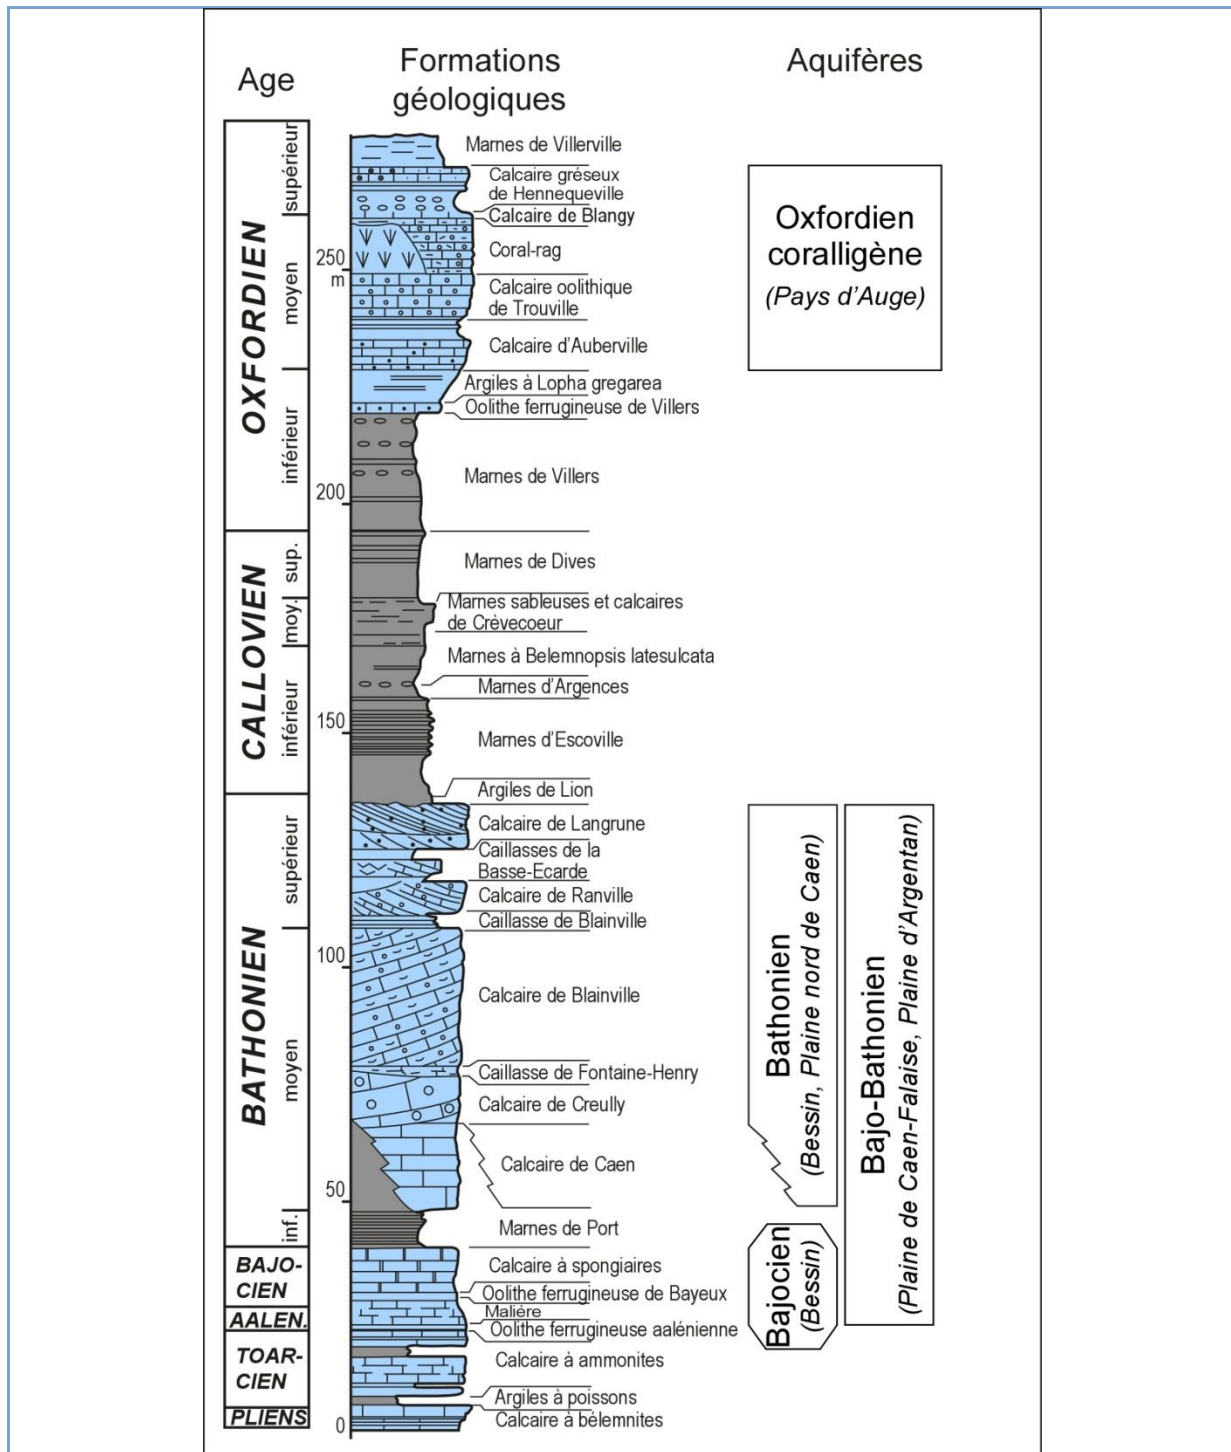 Age
Formations
géologiques
Aquifères
OXFORDIEN
supérieur
moyen
inférieur
CALLOVIEN
sup.
moy.
inférieur
BATHONIEN
supérieur
moyen
inf.
BAJO-
CIEN
AALEN.
TOAR-
CIEN
PLIENS
250
m
200
150
100
50
0
Marnes de Villerville
Calcaire gréseux
de Hennequeville
Calcaire de Blangy
Coral-rag
Calcaire oolithique
de Trouville
Calcaire d'Auberville
Argiles à Lopha gregarea
Oolithe ferrugineuse de Villers
Marnes de Villers
Marnes de Dives
Marnes sableuses et calcaires
de Crèvecoeur
Marnes à Belemnopsis latesulcata
Marnes d'Argences
Marnes d'Escoville
Argiles de Lion
Calcaire de Langrune
Caillasses de la
Basse-Ecarde
Calcaire de Ranville
Caillasse de Blainville
Calcaire de Blainville
Caillasse de Fontaine-Henry
Calcaire de Creully
Calcaire de Caen
Marnes de Port
Calcaire à spongiaires
Oolithe ferrugineuse de Bayeux
Malière
Oolithe ferrugineuse aalénienne
Calcaire à ammonites
Argiles à poissons
Calcaire à bélemnites
Oxfordien
coralligène
(Pays d'Auge)
Bathonien
(Bessin, Plaine nord de Caen)
Bajo-Bathonien
(Plaine de Caen-Falaise, Plaine d'Argentan)
Bajocien
(Bessin)